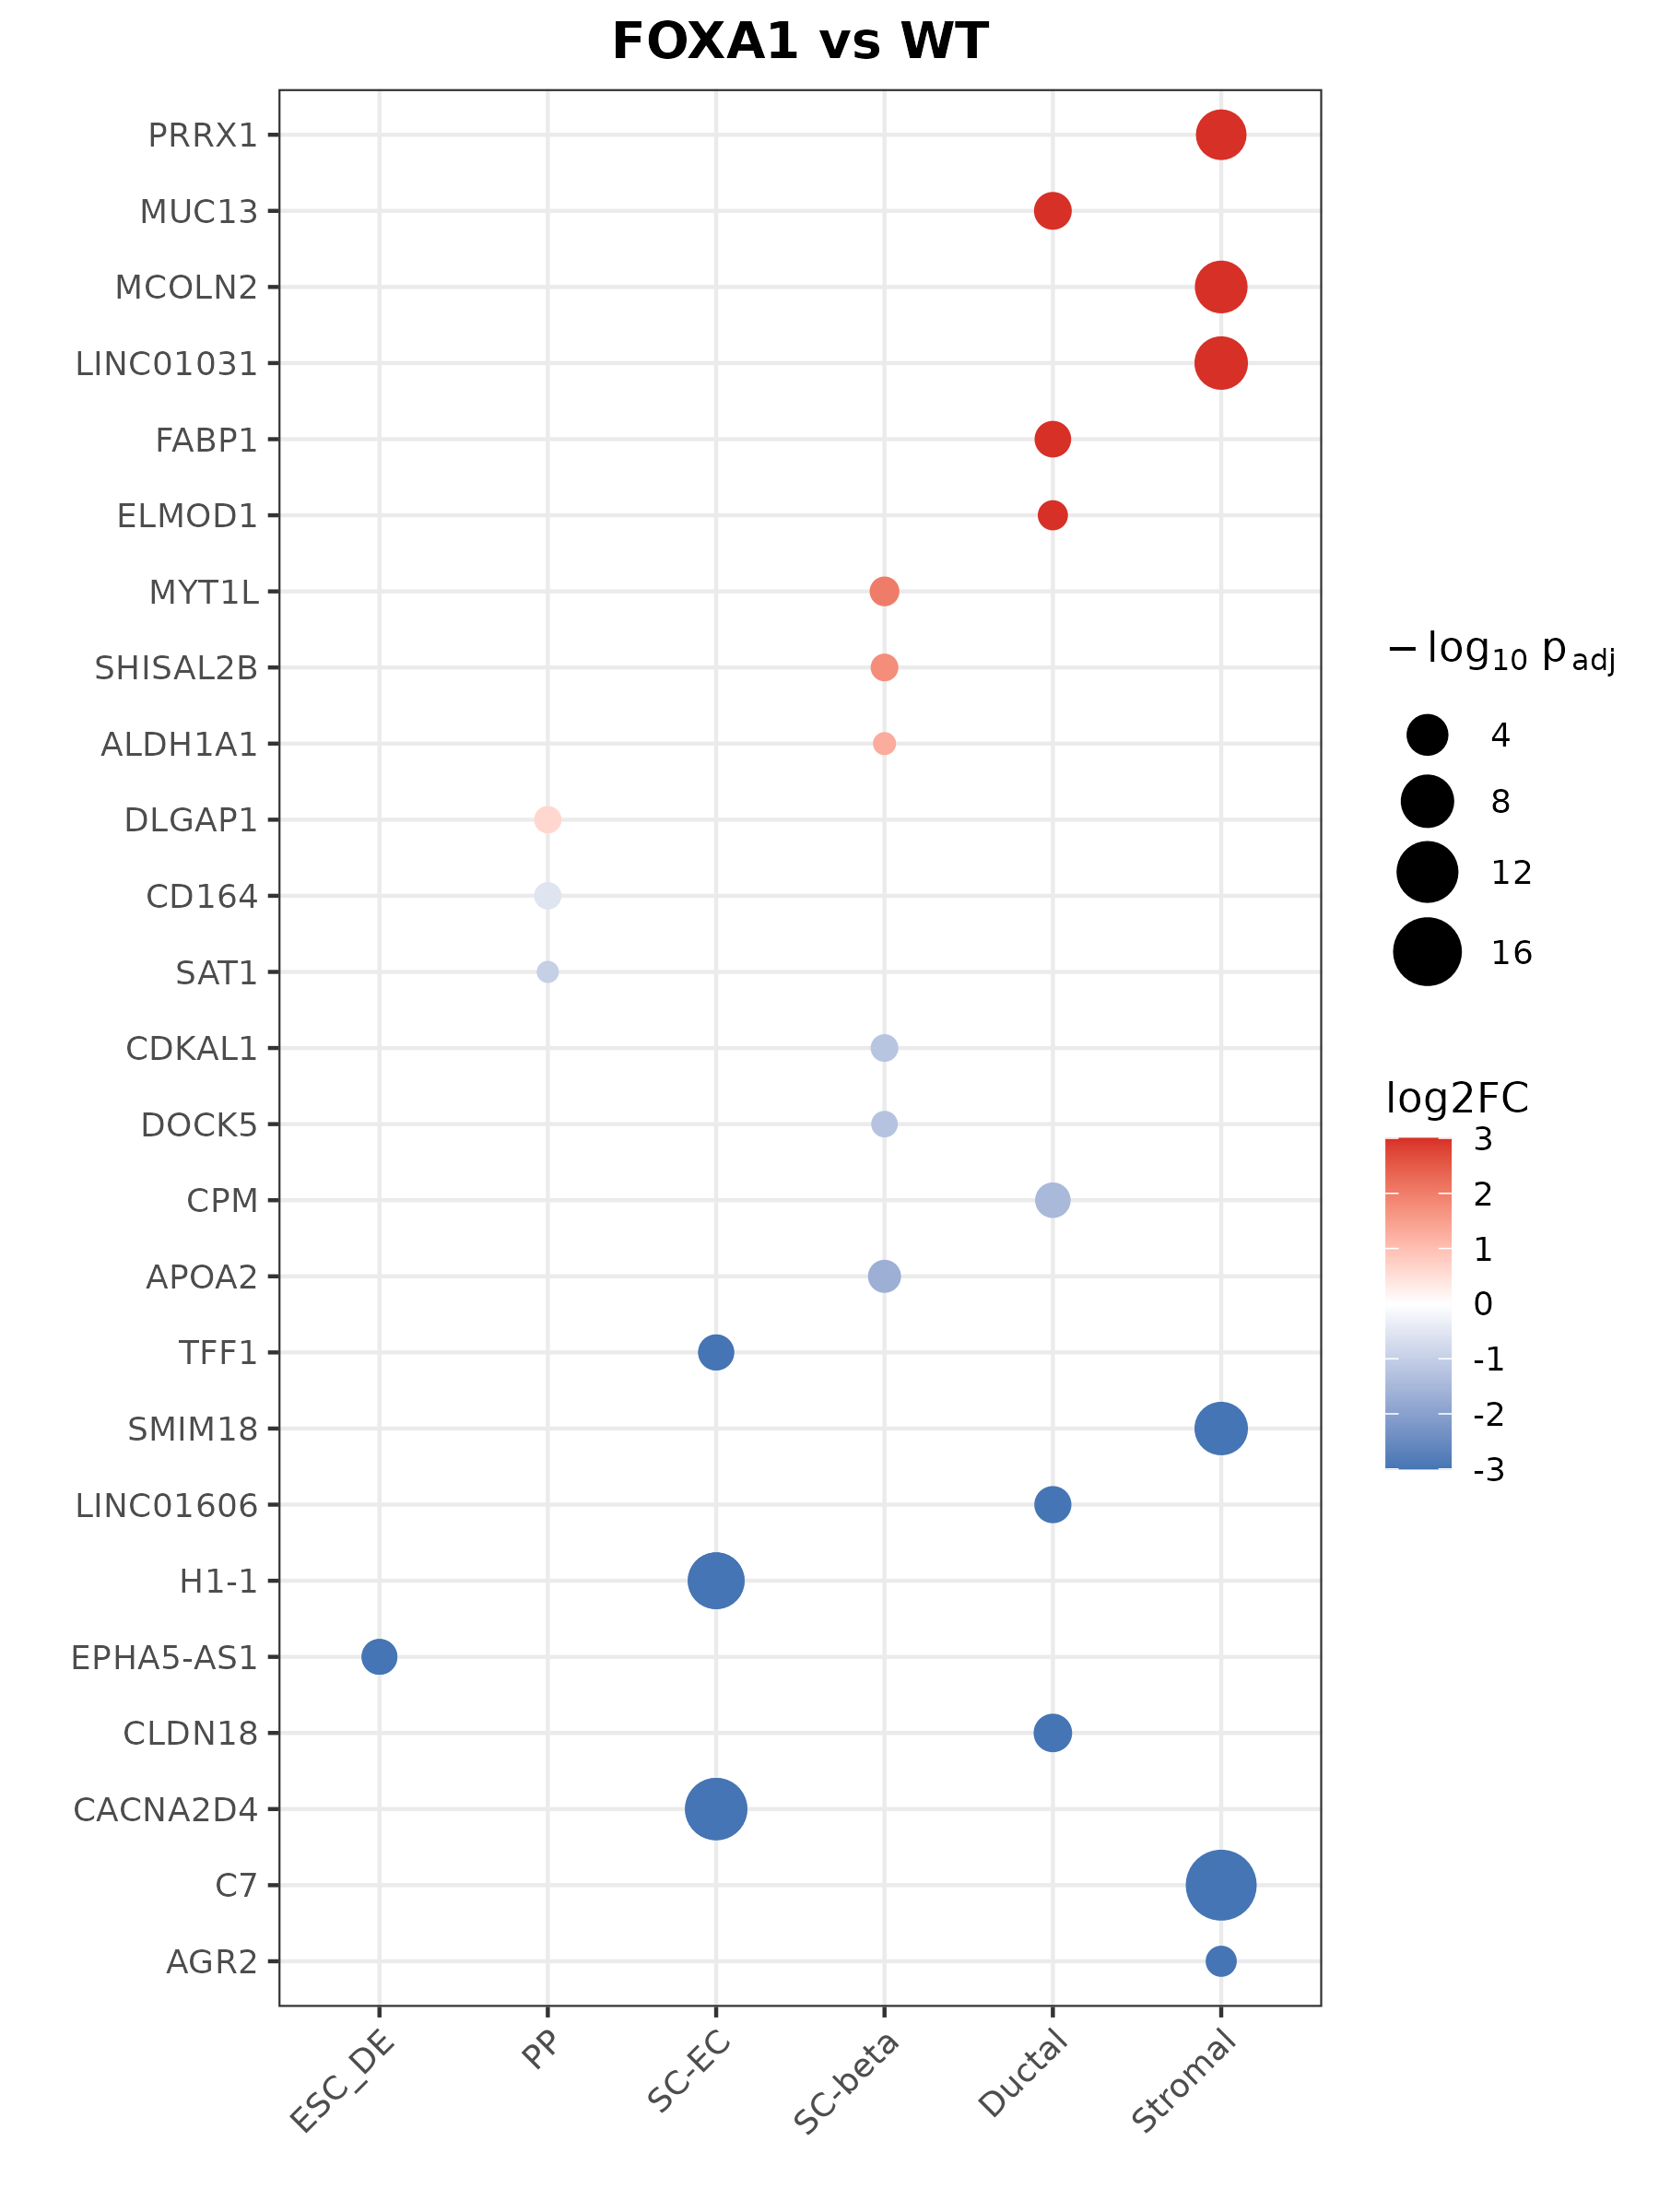 FOXA1 vs WT
PRRX1
MUC13
MCOLN2
LINC01031
FABP1
ELMOD1
MYT1L
SHISAL2B
ALDH1A1
DLGAP1
CD164
SAT1
CDKAL1
DOCK5
CPM
APOA2
TFF1
SMIM18
LINC01606
H1-1
EPHA5-AS1
CLDN18
CACNA2D4
C7
AGR2
ESC_DE
PP
SC-EC
SC-beta
Ductal
Stromal
−log₁₀ p adj
4
8
12
16
log2FC
3
2
1
0
-1
-2
-3